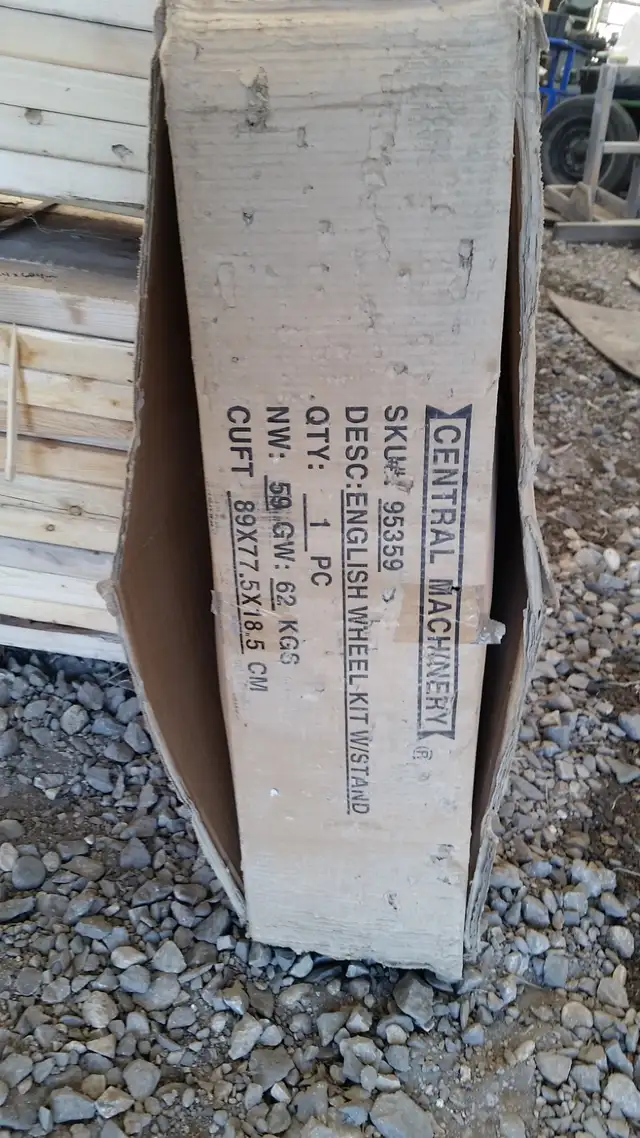 CENTRAL MACHINERY ®
SKU#: 95359
DESC:ENGLISH WHEEL KIT W/STAND
QTY: 1 PC
NW: 59 GW: 62 KGS
CUFT 89X77.5X18.5 CM